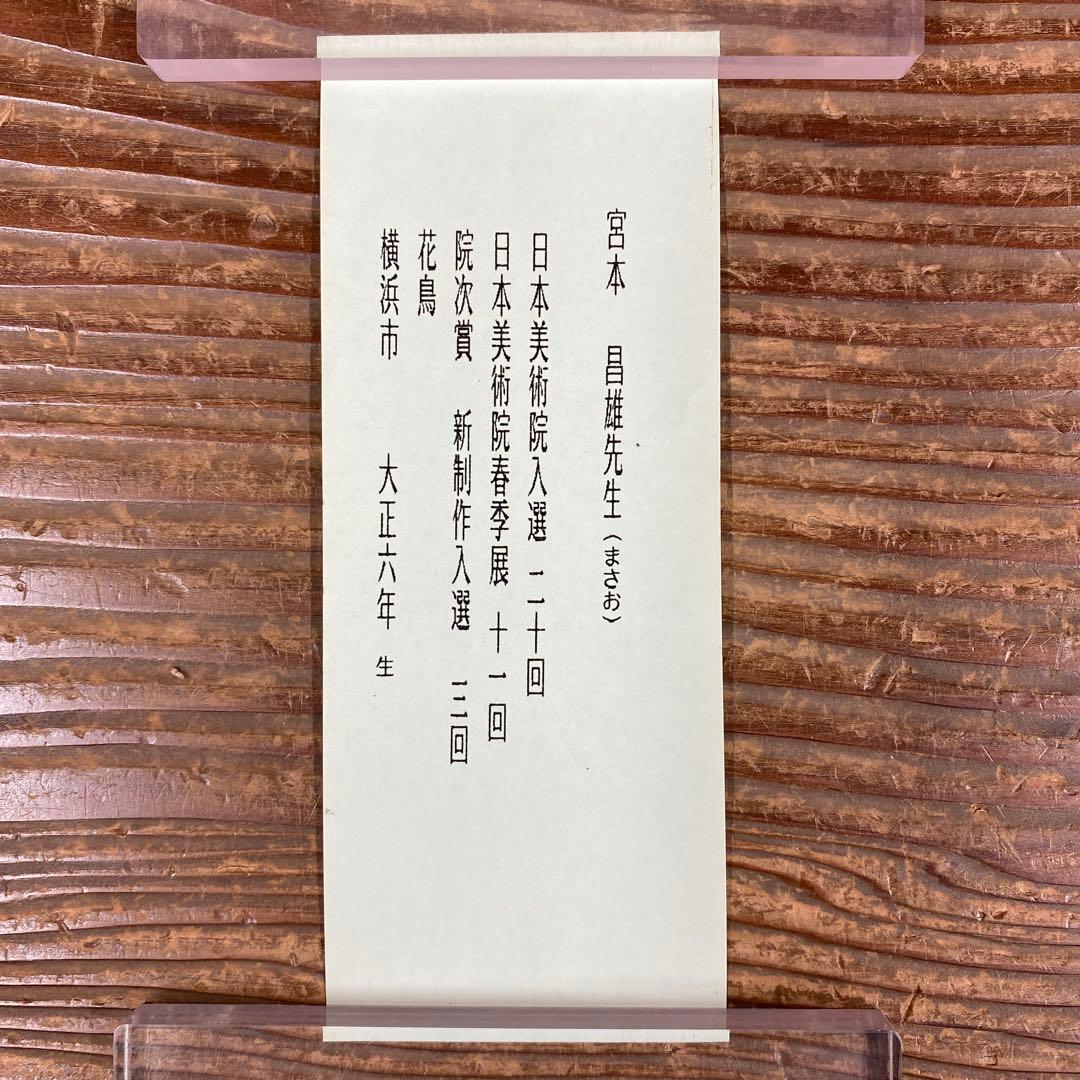 宮本　昌雄先生（まさお）
日本美術院入選　二十回
日本美術院春季展　十一回
院次賞　新制作入選　三回
花鳥
横浜市　大正六年　生